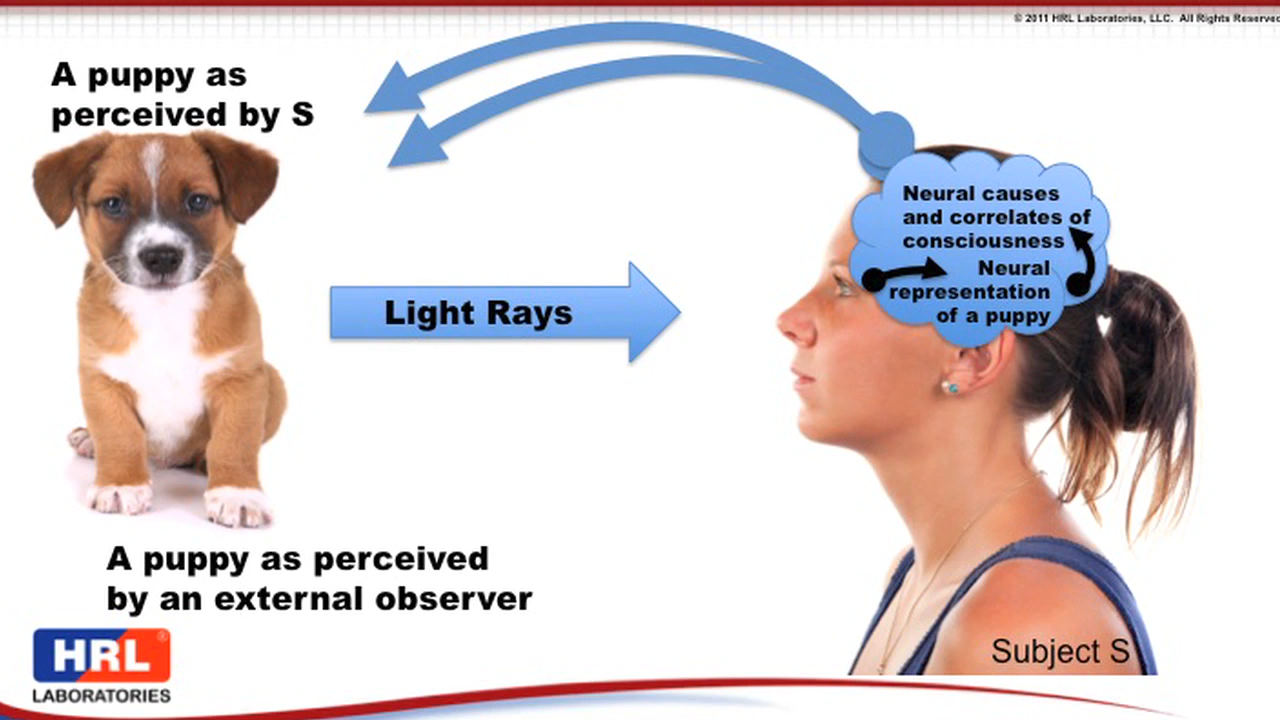 © 2011 HRL Laboratories, LLC. All Rights Reserved
A puppy as
perceived by S
Neural causes
and correlates of
consciousness
Neural
representation
of a puppy
Light Rays
A puppy as perceived
by an external observer
HRL®
LABORATORIES
Subject S